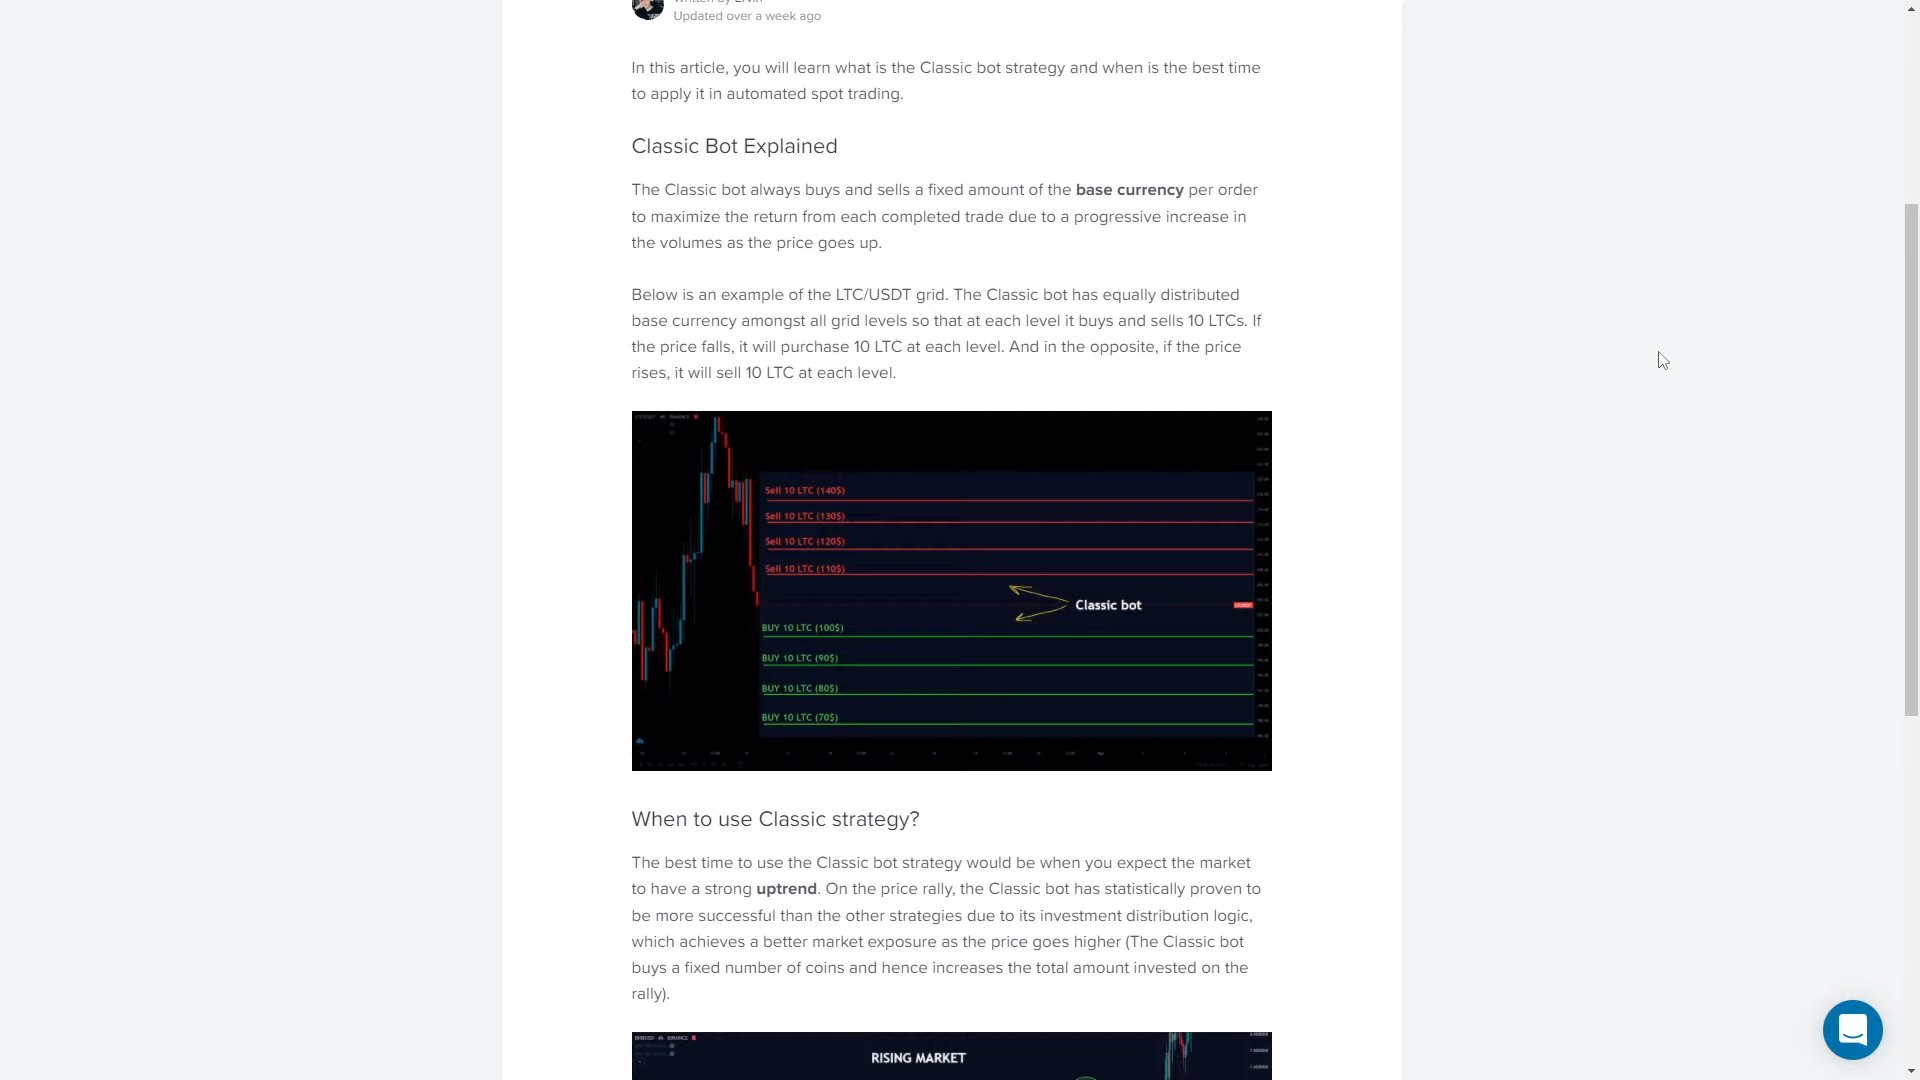 Updated over a week ago
In this article, you will learn what is the Classic bot strategy and when is the best time
to apply it in automated spot trading.
Classic Bot Explained
The Classic bot always buys and sells a fixed amount of the base currency per order
to maximize the return from each completed trade due to a progressive increase in
the volumes as the price goes up.
Below is an example of the LTC/USDT grid. The Classic bot has equally distributed
base currency amongst all grid levels so that at each level it buys and sells 10 LTCs. If
the price falls, it will purchase 10 LTC at each level. And in the opposite, if the price
rises, it will sell 10 LTC at each level.
Sell 10 LTC (140$)
Sell 10 LTC (130$)
Sell 10 LTC (120$)
Sell 10 LTC (110$)
Classic bot
BUY 10 LTC (100$)
BUY 10 LTC (90$)
BUY 10 LTC (80$)
BUY 10 LTC (70$)
When to use Classic strategy?
The best time to use the Classic bot strategy would be when you expect the market
to have a strong uptrend. On the price rally, the Classic bot has statistically proven to
be more successful than the other strategies due to its investment distribution logic,
which achieves a better market exposure as the price goes higher (The Classic bot
buys a fixed number of coins and hence increases the total amount invested on the
rally).
RISING MARKET